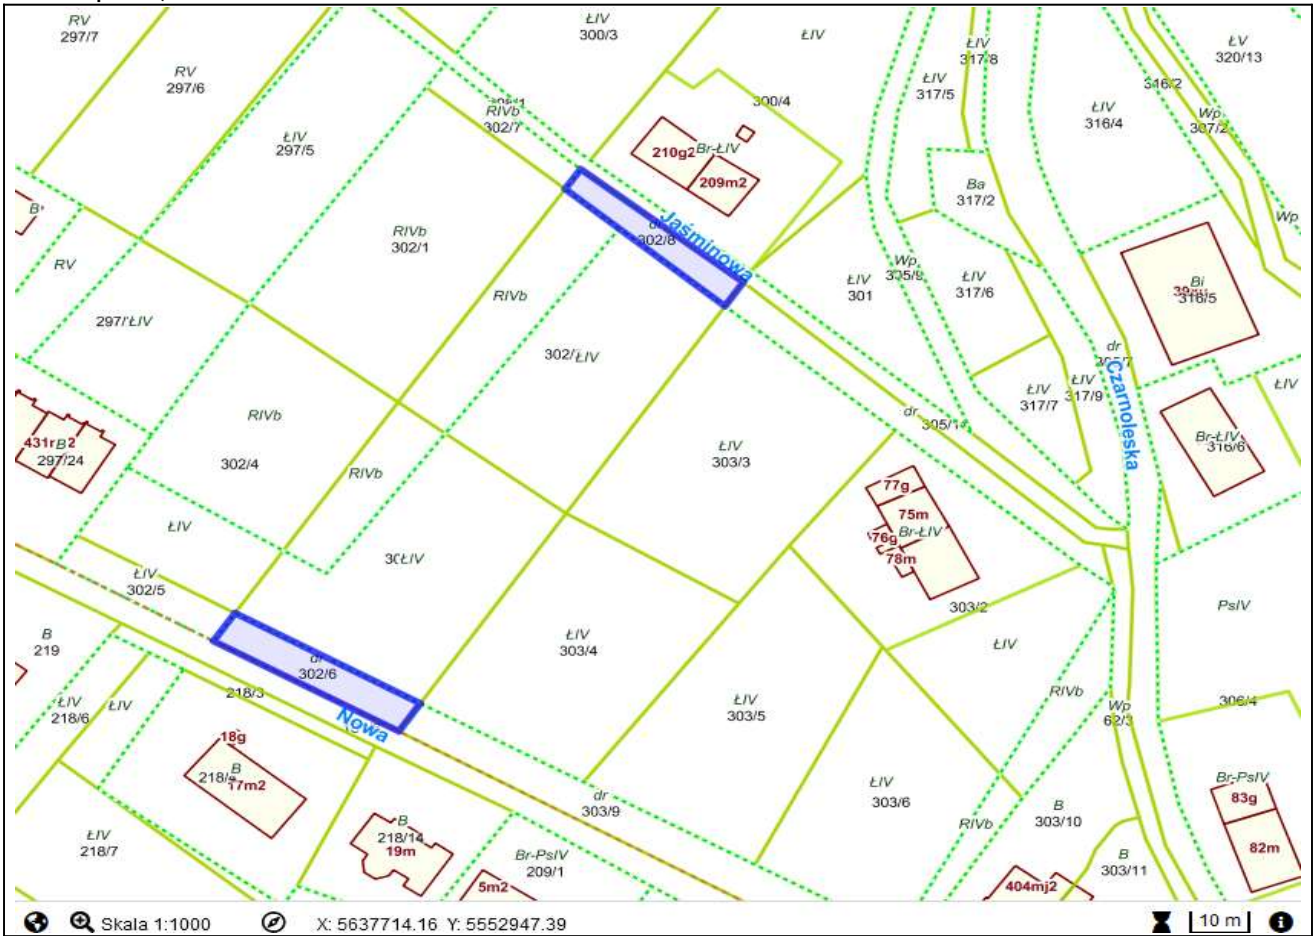 RV
297/7
RV
297/6
ŁIV
300/3
ŁIV
ŁIV
317/8
ŁV
320/13
ŁIV
317/5
316/2
300/4
RIVb
302/7
ŁIV
316/4
Wp
307/2
ŁIV
297/5
210g2
Br-ŁIV
209m2
Ba
317/2
Wp
RIVb
302/1
Jaśminowa
302/8
RV
Wp
ŁIV
301
ŁIV
317/6
Bi
316/5
RIVb
ŁIV
dr
ŁIV
302/
ŁIV
317/7
ŁIV
317/9
Czarnoleska
ŁIV
RIVb
dr
305/1
Br-ŁIV
316/6
B
297/24
302/4
RIVb
ŁIV
303/3
77g
75m
Br-ŁIV
76g
78m
ŁIV
ŁIV
ŁIV
302/5
303/2
PsIV
B
219
ŁIV
303/4
ŁIV
dr
302/6
218/3
Nowa
ŁIV
218/6
ŁIV
ŁIV
303/5
RIVb
Wp
62/3
306/4
18g
B
17m2
dr
303/9
ŁIV
303/6
B
303/10
Br-PsIV
83g
82m
ŁIV
218/7
B
218/14
19m
Br-PsIV
209/1
RIVb
B
303/11
5m2
404mj2
Skala 1:1000
X: 5637714.16 Y: 5552947.39
10 m